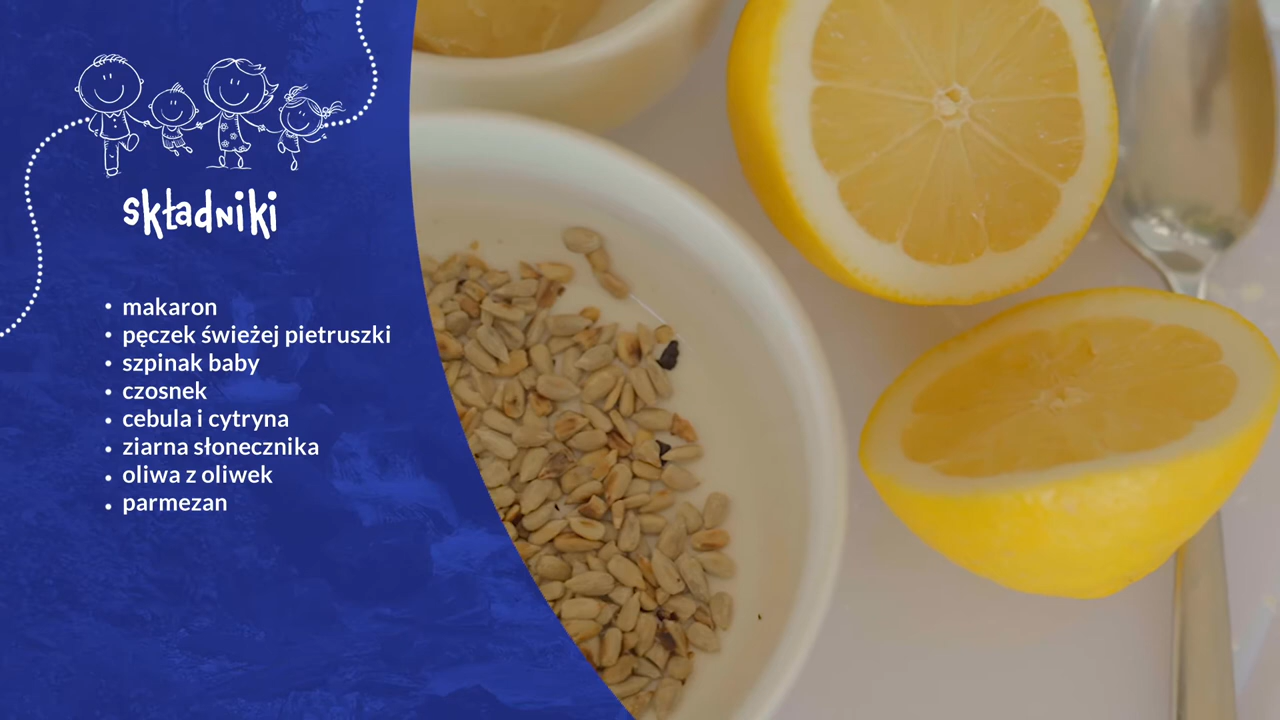 składniki
• makaron
• pęczek świeżej pietruszki
• szpinak baby
• czosnek
• cebula i cytryna
• ziarna słonecznika
• oliwa z oliwek
• parmezan